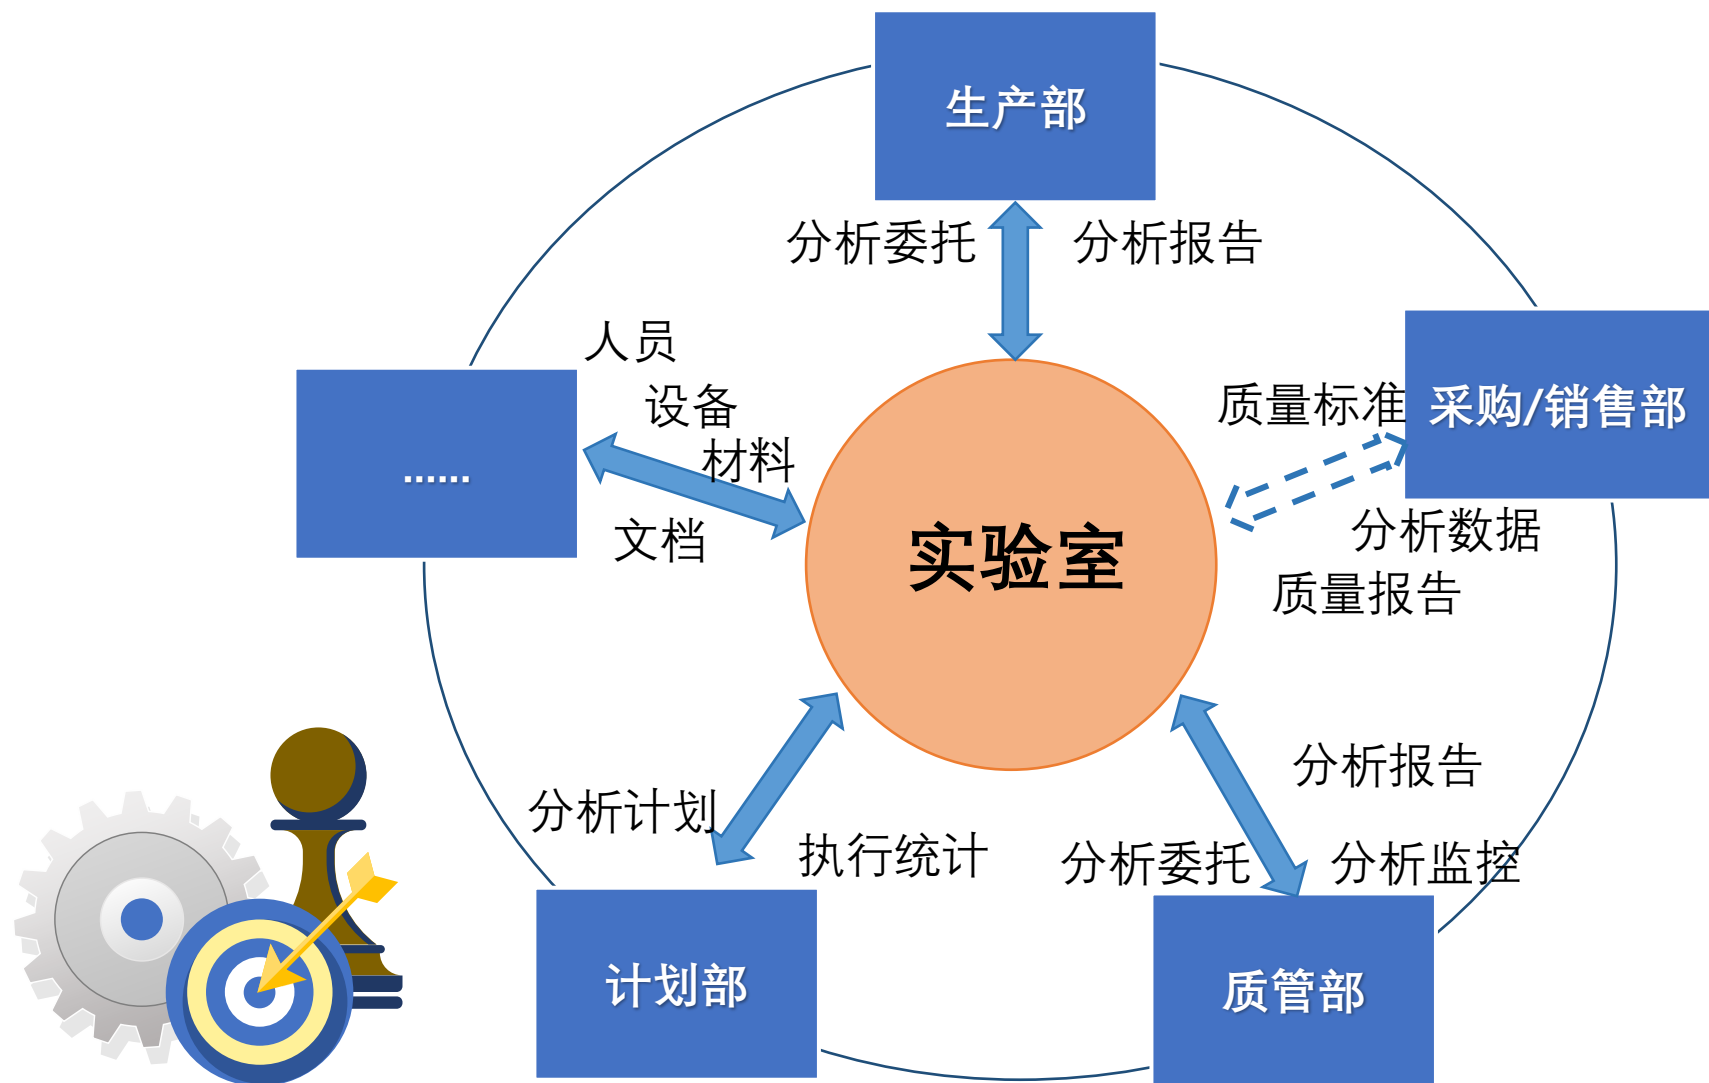 生产部
分析委托
分析报告
人员
设备
材料
文档
......
质量标准
采购/销售部
分析数据
质量报告
实验室
分析计划
执行统计
计划部
分析报告
分析委托
分析监控
质管部